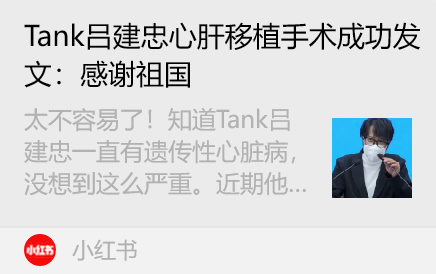 Tank吕建忠心肝移植手术成功发
文：感谢祖国
太不容易了！知道Tank吕
建忠一直有遗传性心脏病，
没想到这么严重。近期他...
小红书
小红书